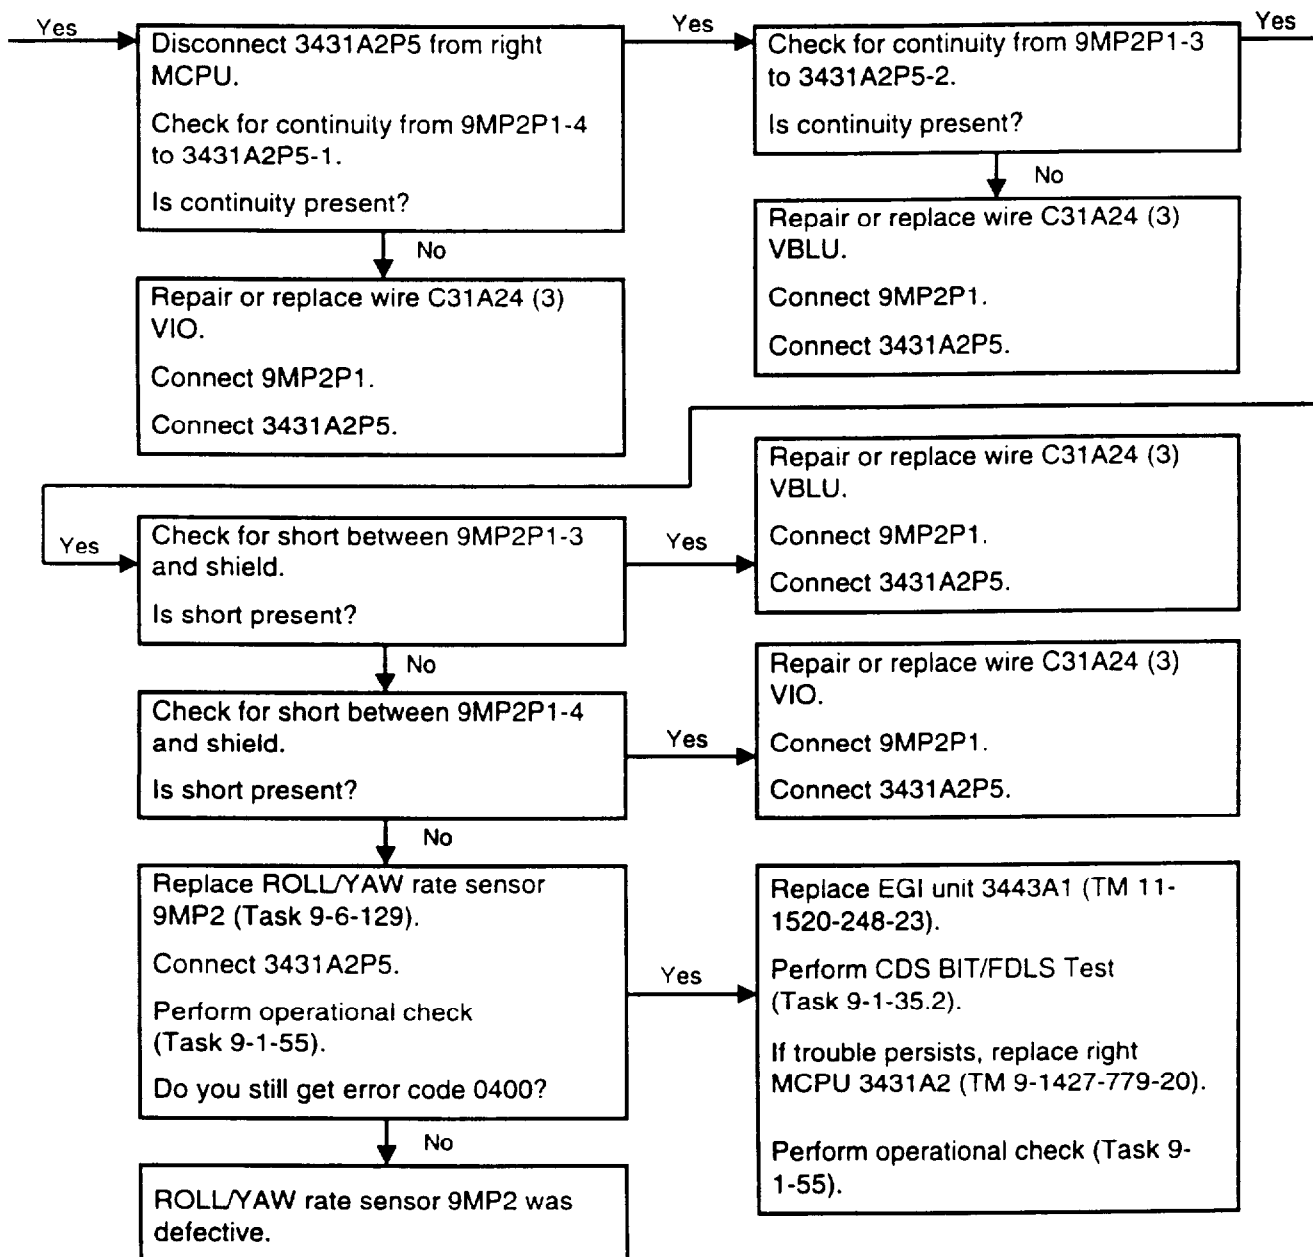 Yes
Disconnect 3431A2P5 from right
MCPU.
Check for continuity from 9MP2P1-4
to 3431A2P5-1.
Is continuity present?
Yes
Check for continuity from 9MP2P1-3
to 3431A2P5-2.
Is continuity present?
Yes
No
Repair or replace wire C31A24 (3)
VIO.
Connect 9MP2P1.
Connect 3431A2P5.
No
Repair or replace wire C31A24 (3)
VBLU.
Connect 9MP2P1.
Connect 3431A2P5.
Yes
Check for short between 9MP2P1-3
and shield.
Is short present?
Yes
Repair or replace wire C31A24 (3)
VBLU.
Connect 9MP2P1.
Connect 3431A2P5.
No
Check for short between 9MP2P1-4
and shield.
Is short present?
Yes
Repair or replace wire C31A24 (3)
VIO.
Connect 9MP2P1.
Connect 3431A2P5.
No
Replace ROLL/YAW rate sensor
9MP2 (Task 9-6-129).
Connect 3431A2P5.
Perform operational check
(Task 9-1-55).
Do you still get error code 0400?
Yes
Replace EGI unit 3443A1 (TM 11-
1520-248-23).
Perform CDS BIT/FDLS Test
(Task 9-1-35.2).
If trouble persists, replace right
MCPU 3431A2 (TM 9-1427-779-20).
Perform operational check (Task 9-
1-55).
No
ROLL/YAW rate sensor 9MP2 was
defective.